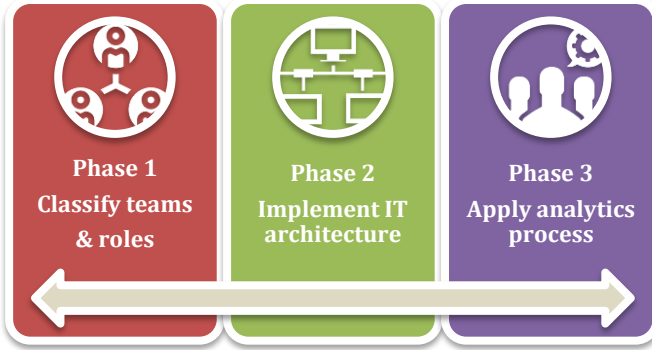 Phase 1
Classify teams
& roles
Phase 2
Implement IT
architecture
Phase 3
Apply analytics
process